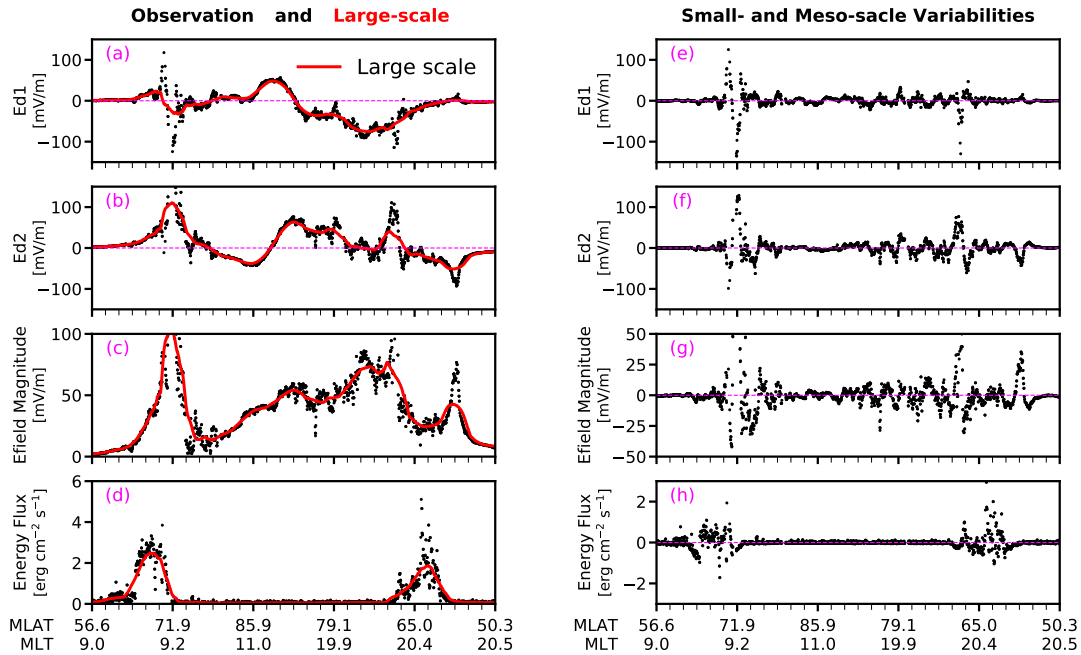 Observation and Large-scale
(a)
Large scale
Ed1
[mV/m]
100
0
−100
(b)
Ed2
[mV/m]
100
0
−100
(c)
Efield Magnitude
[mV/m]
100
50
0
(d)
Energy Flux
[erg cm⁻² s⁻¹]
6
4
2
0
MLAT 56.6 71.9 85.9 79.1 65.0 50.3
MLT 9.0 9.2 11.0 19.9 20.4 20.5
Small- and Meso-sacle Variabilities
(e)
Ed1
[mV/m]
100
0
−100
(f)
Ed2
[mV/m]
100
0
−100
(g)
Efield Magnitude
[mV/m]
50
25
0
−25
−50
(h)
Energy Flux
[erg cm⁻² s⁻¹]
2
0
−2
MLAT 56.6 71.9 85.9 79.1 65.0 50.3
MLT 9.0 9.2 11.0 19.9 20.4 20.5